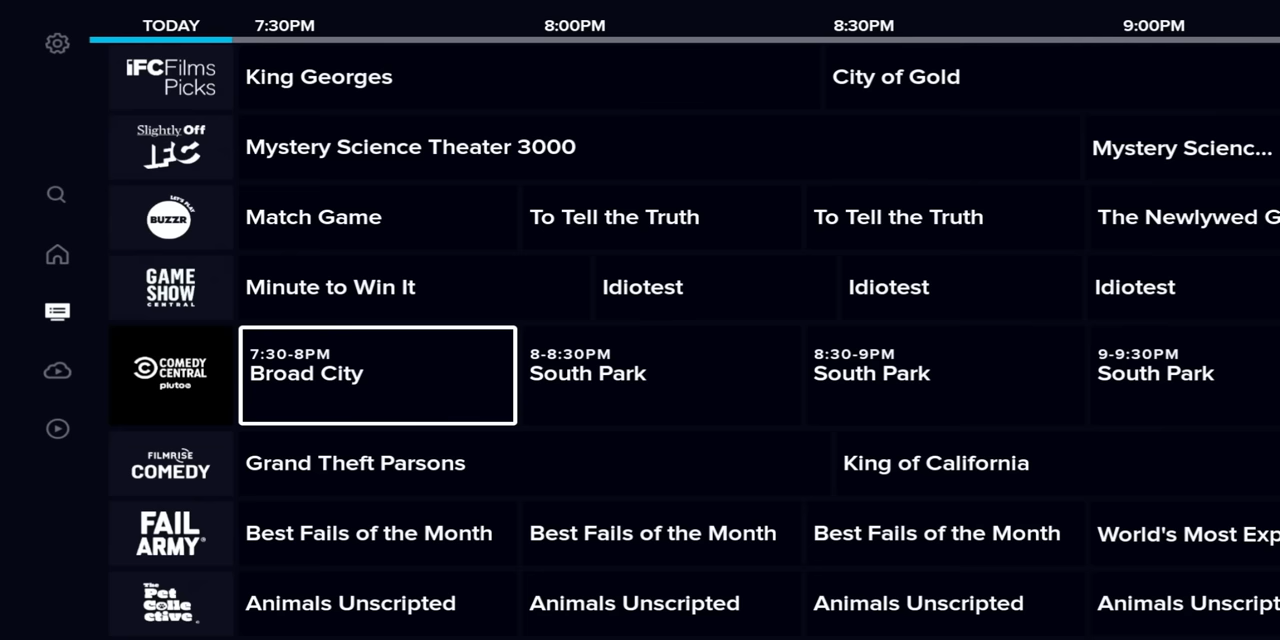 TODAY 7:30PM 8:00PM 8:30PM 9:00PM
iFC Films
Picks
King Georges City of Gold
Slightly Off
IFC
Mystery Science Theater 3000 Mystery Scienc...
LET'S PLAY
BUZZR
Match Game To Tell the Truth To Tell the Truth The Newlywed G
GAME
SHOW
CENTRAL
Minute to Win It Idiotest Idiotest Idiotest
COMEDY
CENTRAL
pluto
7:30-8PM 8-8:30PM 8:30-9PM 9-9:30PM
Broad City South Park South Park South Park
FILMRISE
COMEDY
Grand Theft Parsons King of California
FAIL
ARMY®
Best Fails of the Month Best Fails of the Month Best Fails of the Month World's Most Exp
The
Pet
Colle
ctive
Animals Unscripted Animals Unscripted Animals Unscripted Animals Unscript